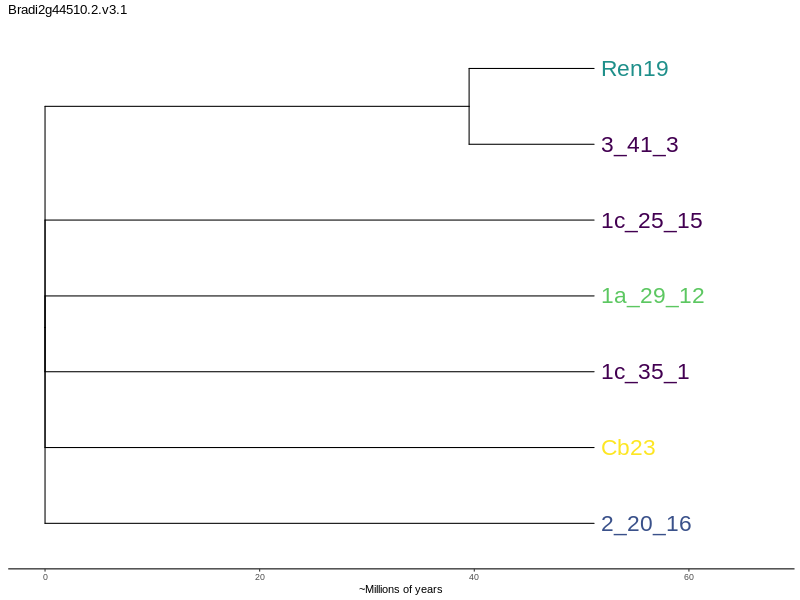 Bradi2g44510.2.v3.1
Ren19
3_41_3
1c_25_15
1a_29_12
1c_35_1
Cb23
2_20_16
0 20 40 60
~Millions of years